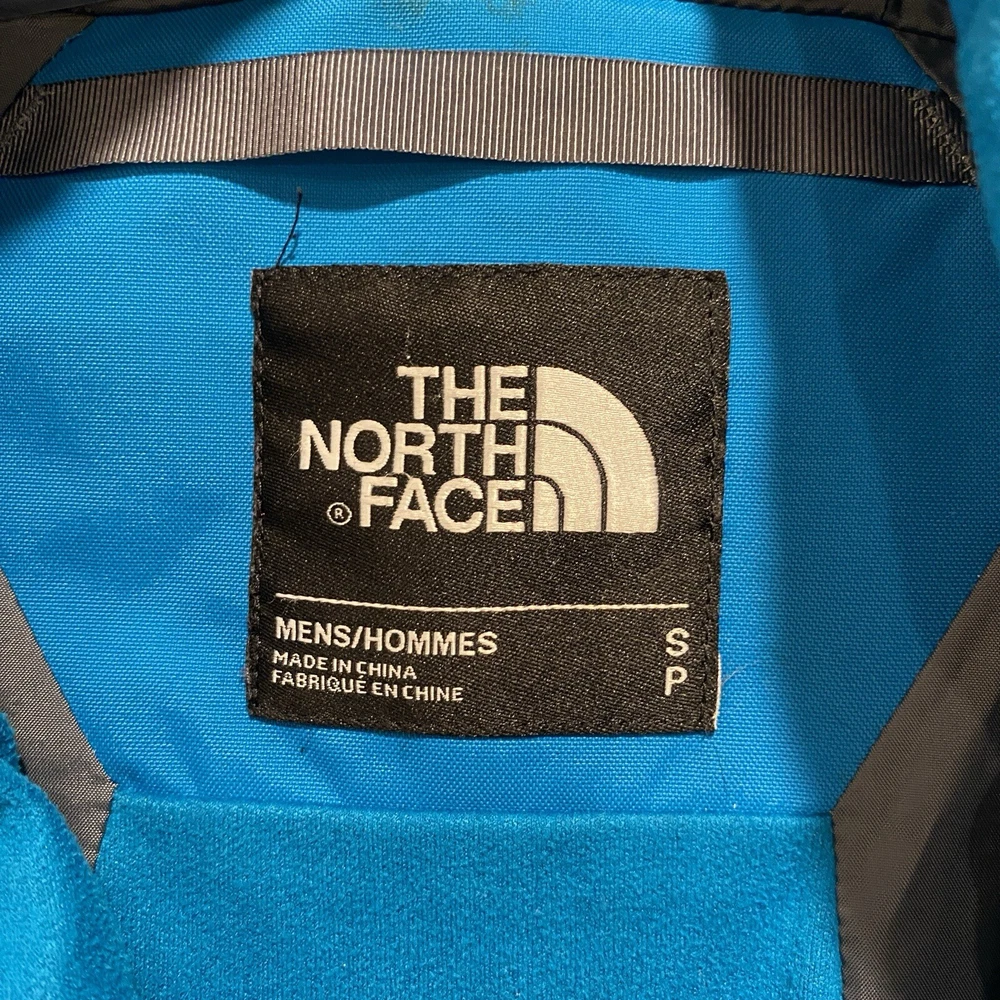 THE
NORTH
® FACE
MENS/HOMMES S
MADE IN CHINA P
FABRIQUÉ EN CHINE